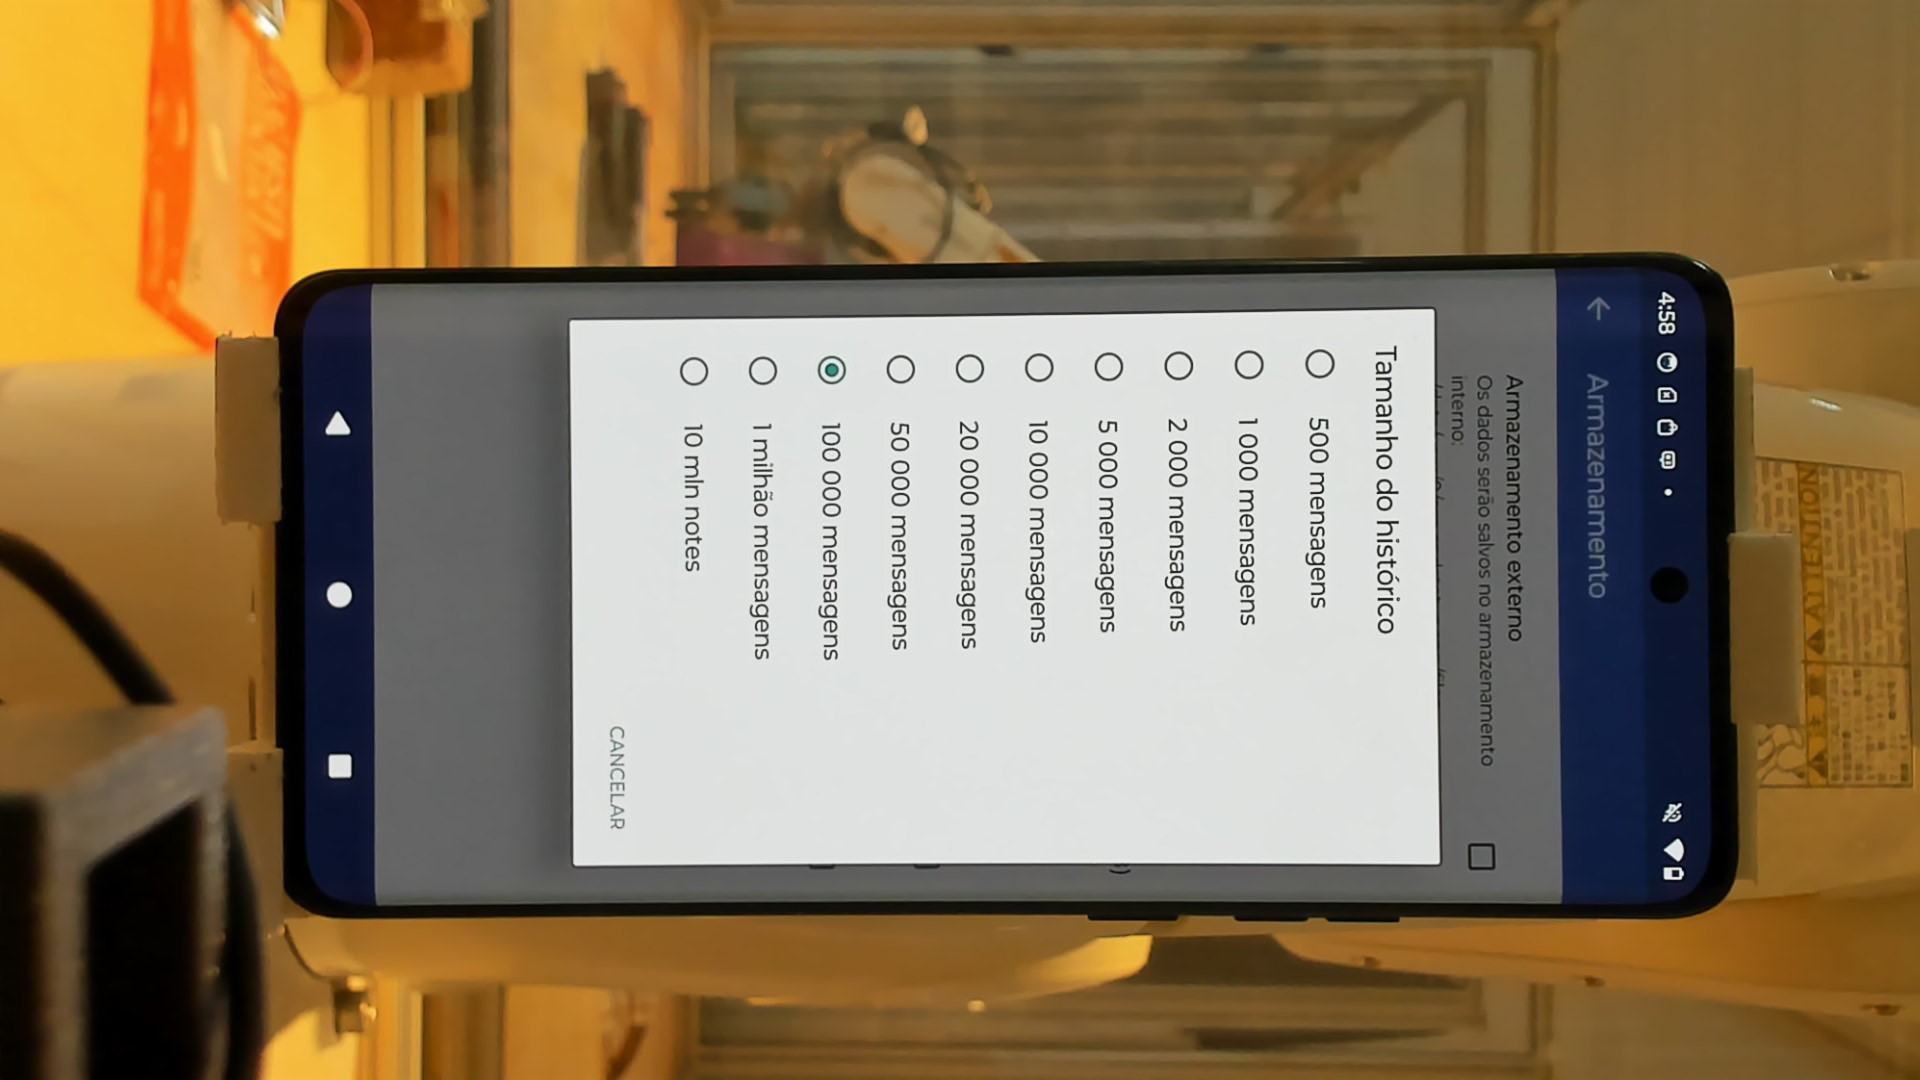 4:58
Armazenamento
Armazenamento externo
Os dados serão salvos no armazenamento
interno:
Tamanho do histórico
500 mensagens
1 000 mensagens
2 000 mensagens
5 000 mensagens
10 000 mensagens
20 000 mensagens
50 000 mensagens
100 000 mensagens
1 milhão mensagens
10 mln notes
CANCELAR
ATTENTION